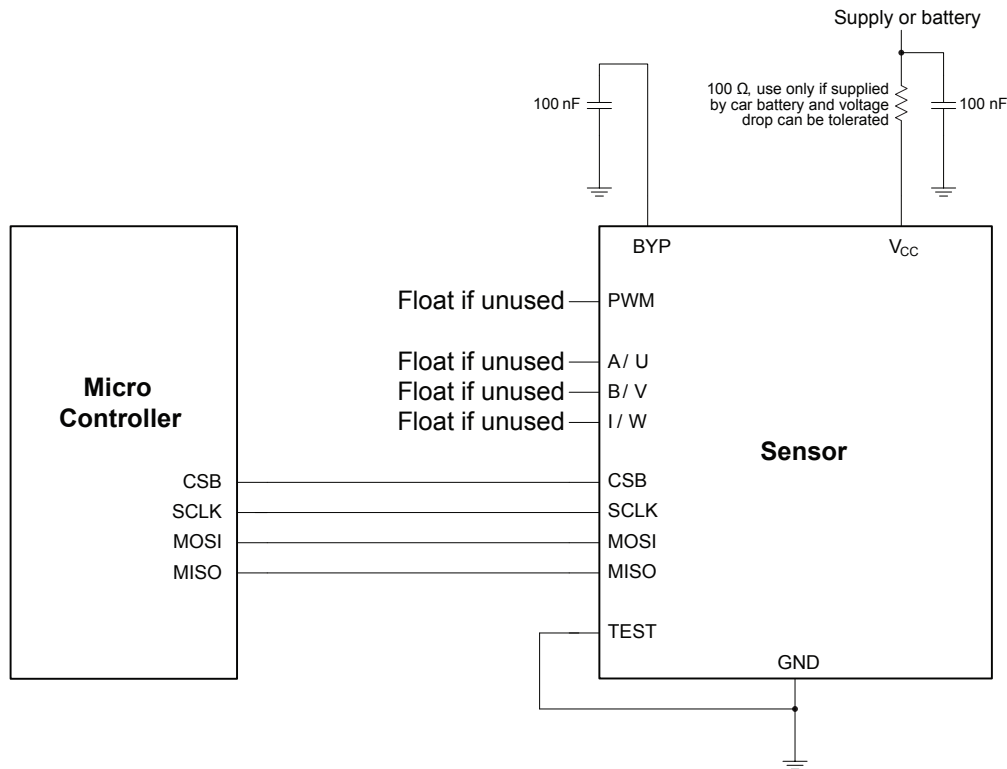 Supply or battery
100 nF
100 Ω, use only if supplied
by car battery and voltage
drop can be tolerated
100 nF
BYP
VCC
Float if unused
PWM
Float if unused
A / U
Float if unused
B / V
Float if unused
I / W
Micro
Controller
Sensor
CSB
CSB
SCLK
SCLK
MOSI
MOSI
MISO
MISO
TEST
GND